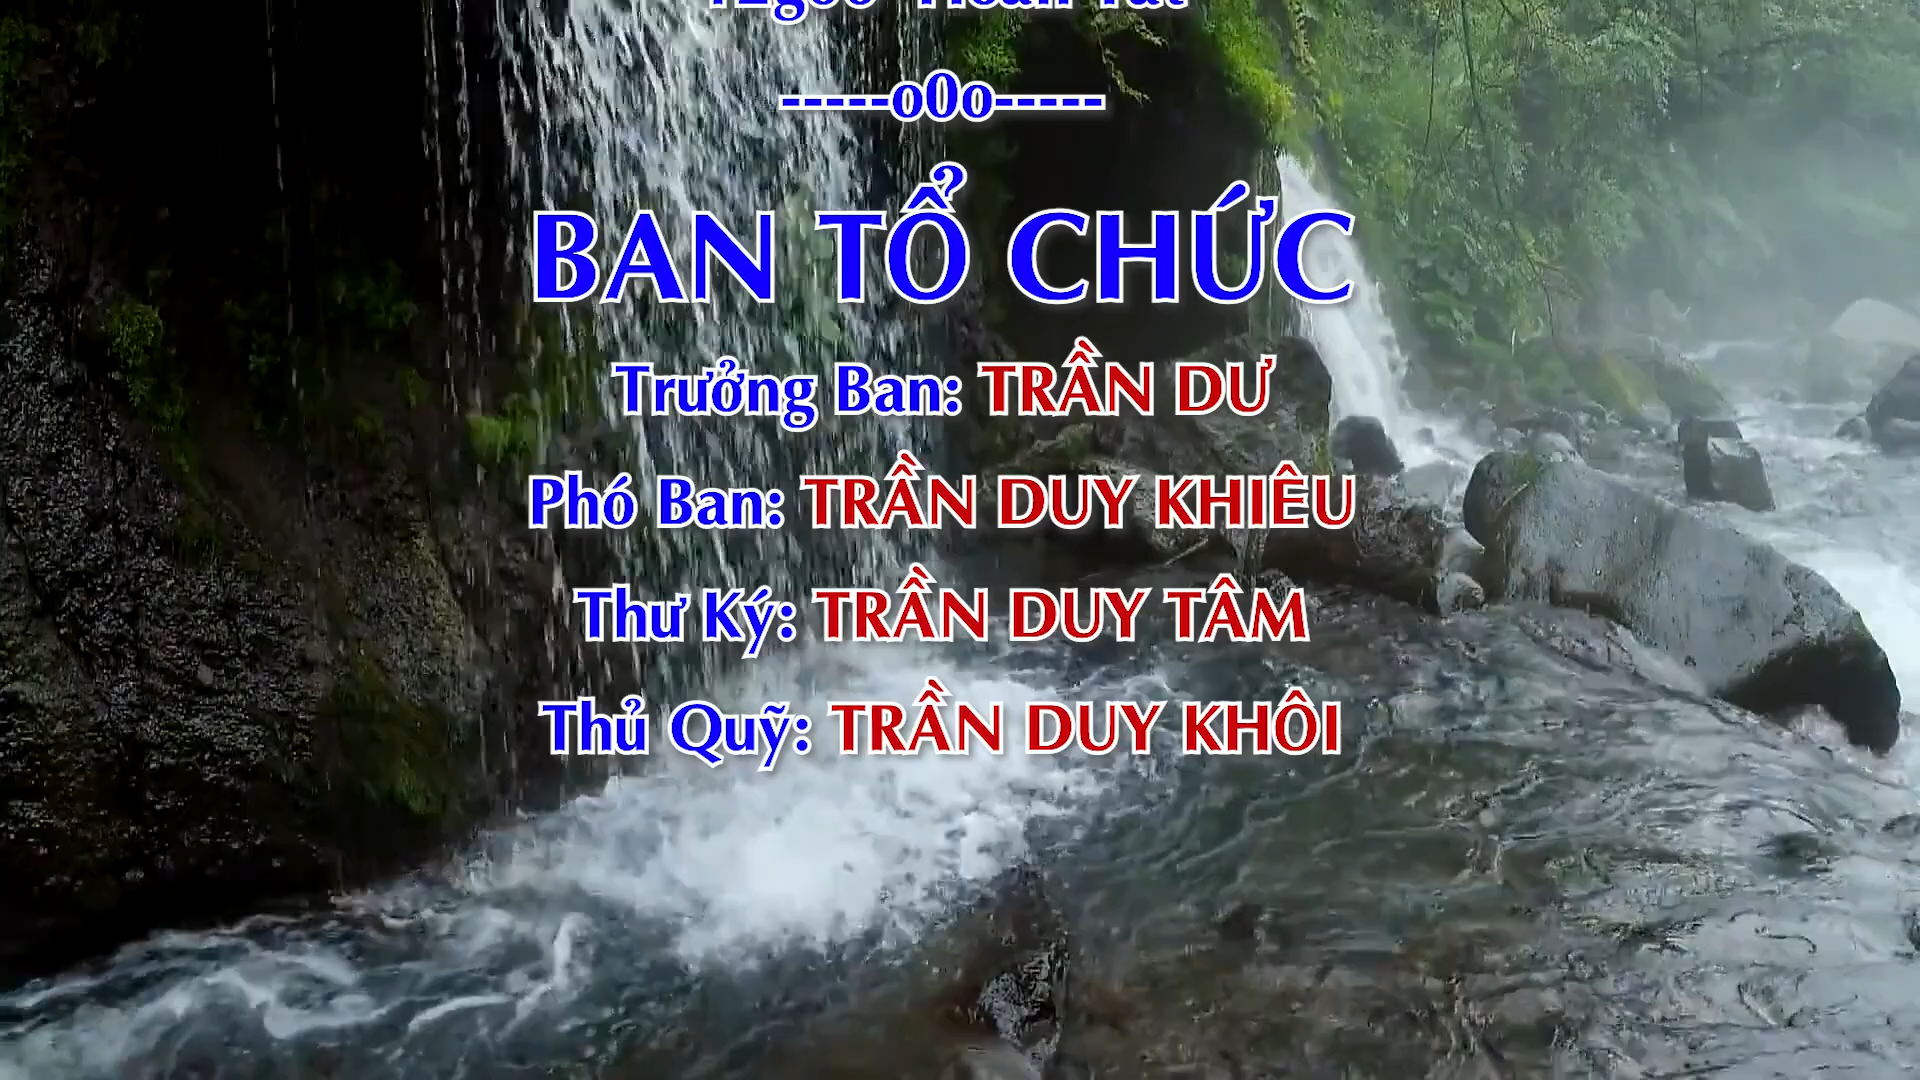 -----o0o-----
BAN TỔ CHỨC
Trưởng Ban: TRẦN DƯ
Phó Ban: TRẦN DUY KHIÊU
Thư Ký: TRẦN DUY TÂM
Thủ Quỹ: TRẦN DUY KHÔI